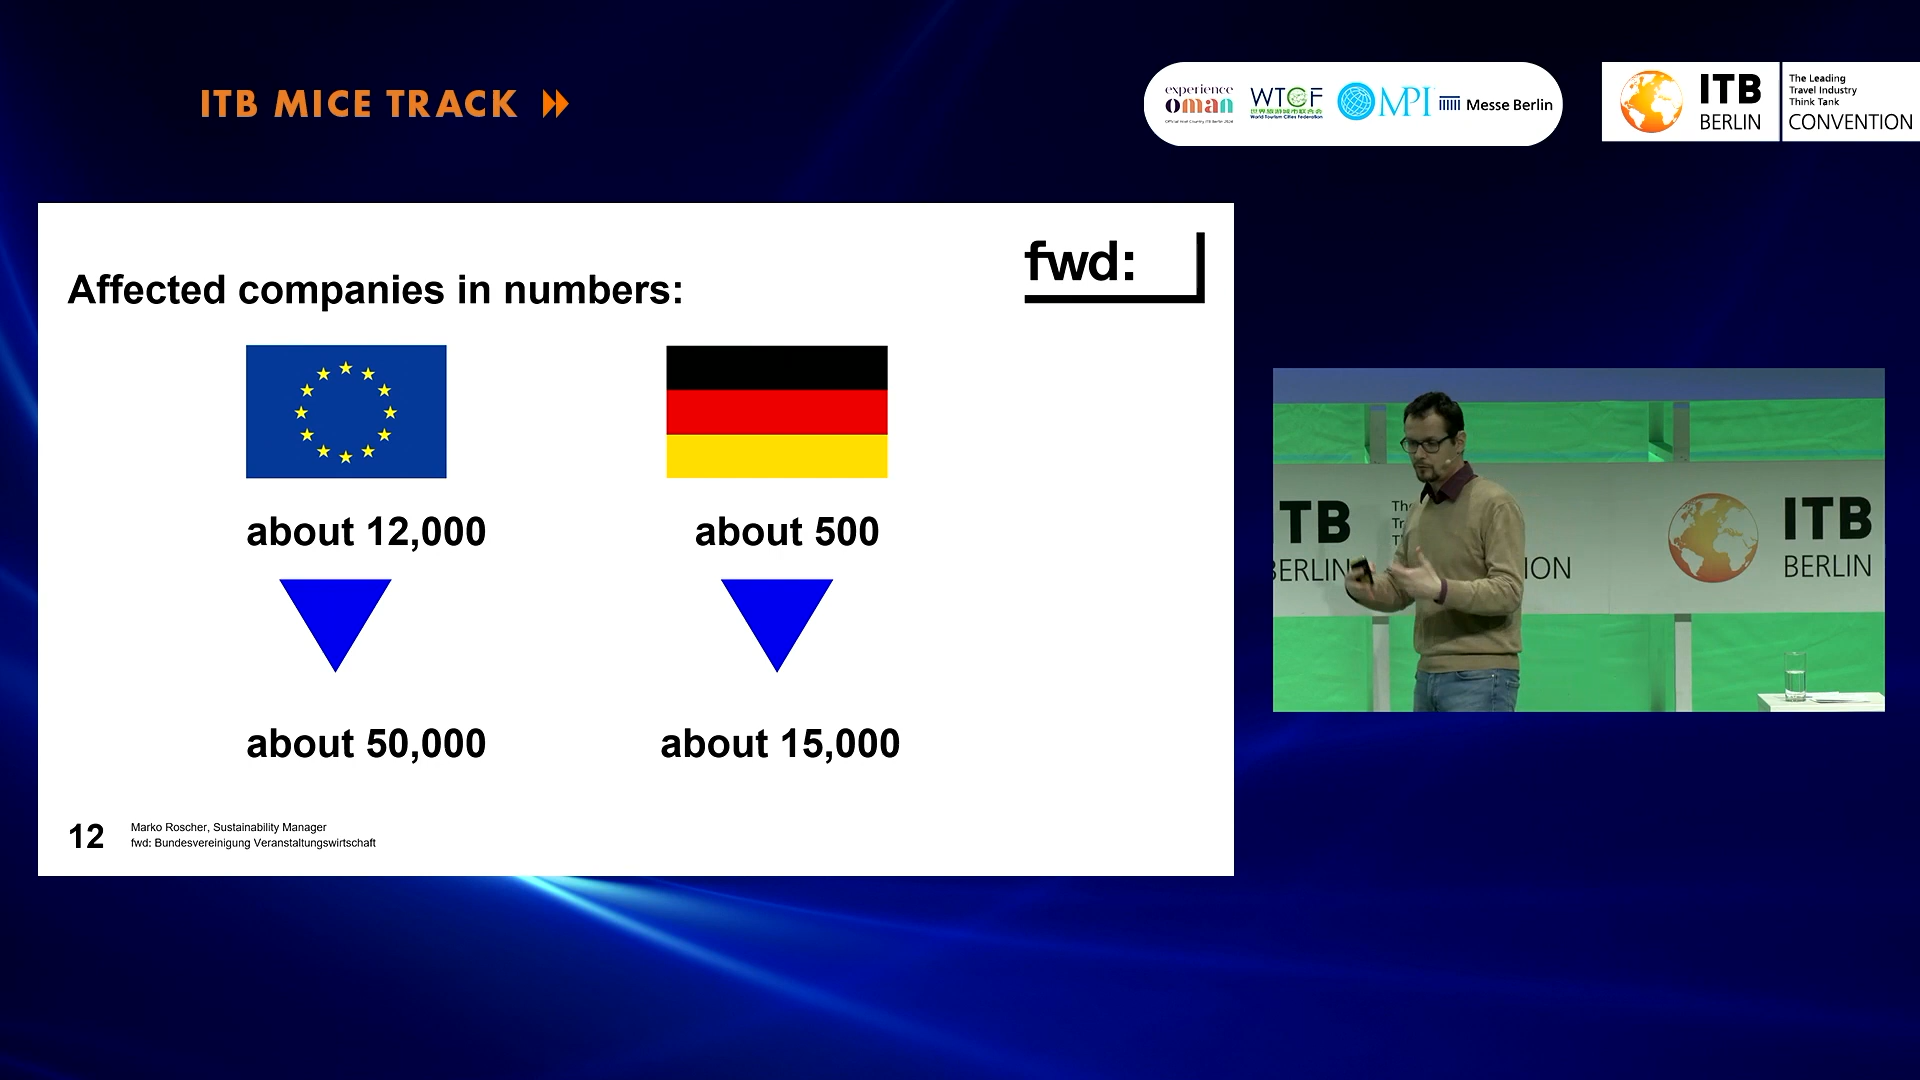 ITB MICE TRACK
experience
oman
WTCF
世界旅游城市联合会
World Tourism Cities Federation
MPI
Messe Berlin
ITB
BERLIN
The Leading
Travel Industry
Think Tank
CONVENTION
Affected companies in numbers:
fwd:
about 12,000
about 500
about 50,000
about 15,000
12
Marko Roscher, Sustainability Manager
fwd: Bundesvereinigung Veranstaltungswirtschaft
TB
BERLIN
ION
ITB
BERLIN